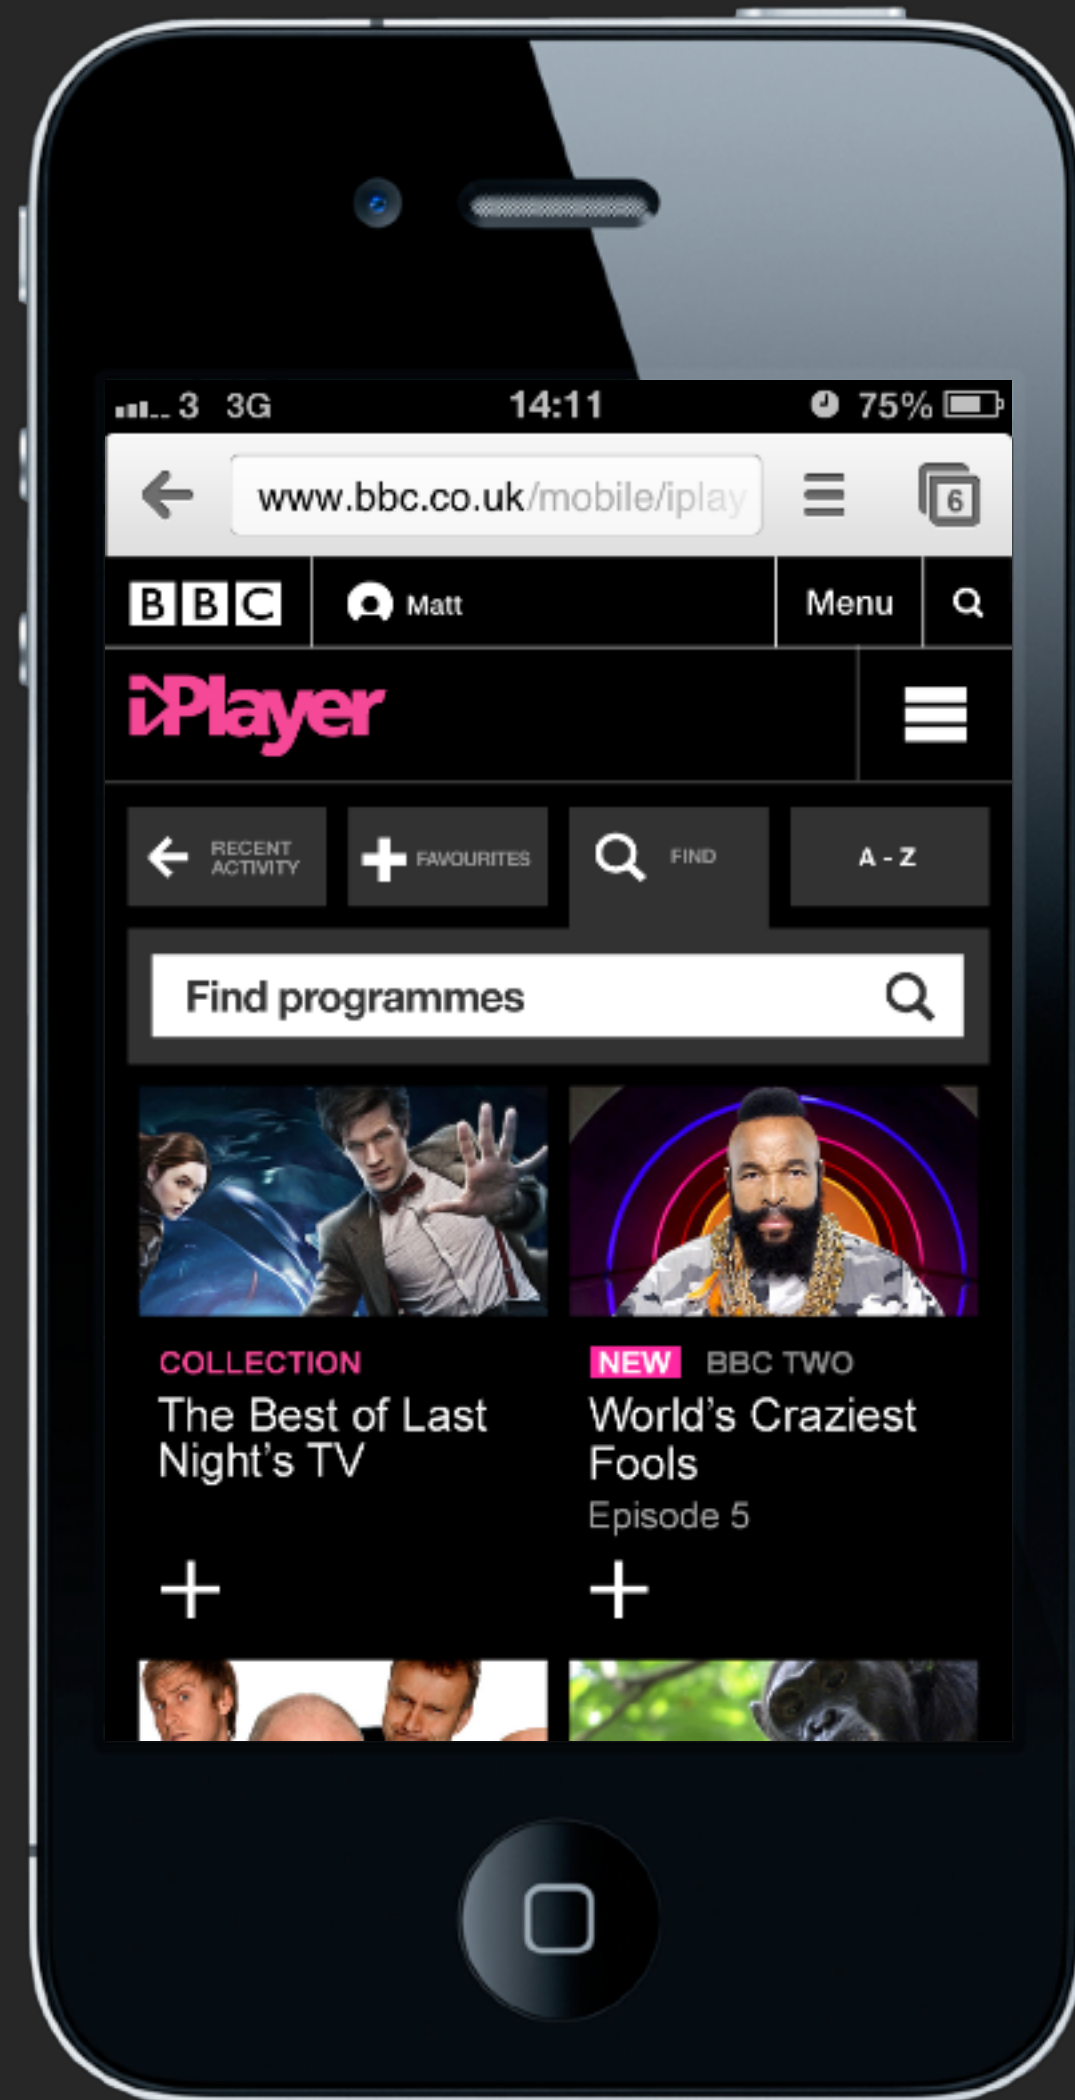 3 3G 14:11 75%
www.bbc.co.uk/mobile/iplay
6
BBC Matt Menu
iPlayer
RECENT
ACTIVITY
FAVOURITES
FIND
A - Z
Find programmes
COLLECTION
The Best of Last
Night's TV
NEW BBC TWO
World's Craziest
Fools
Episode 5